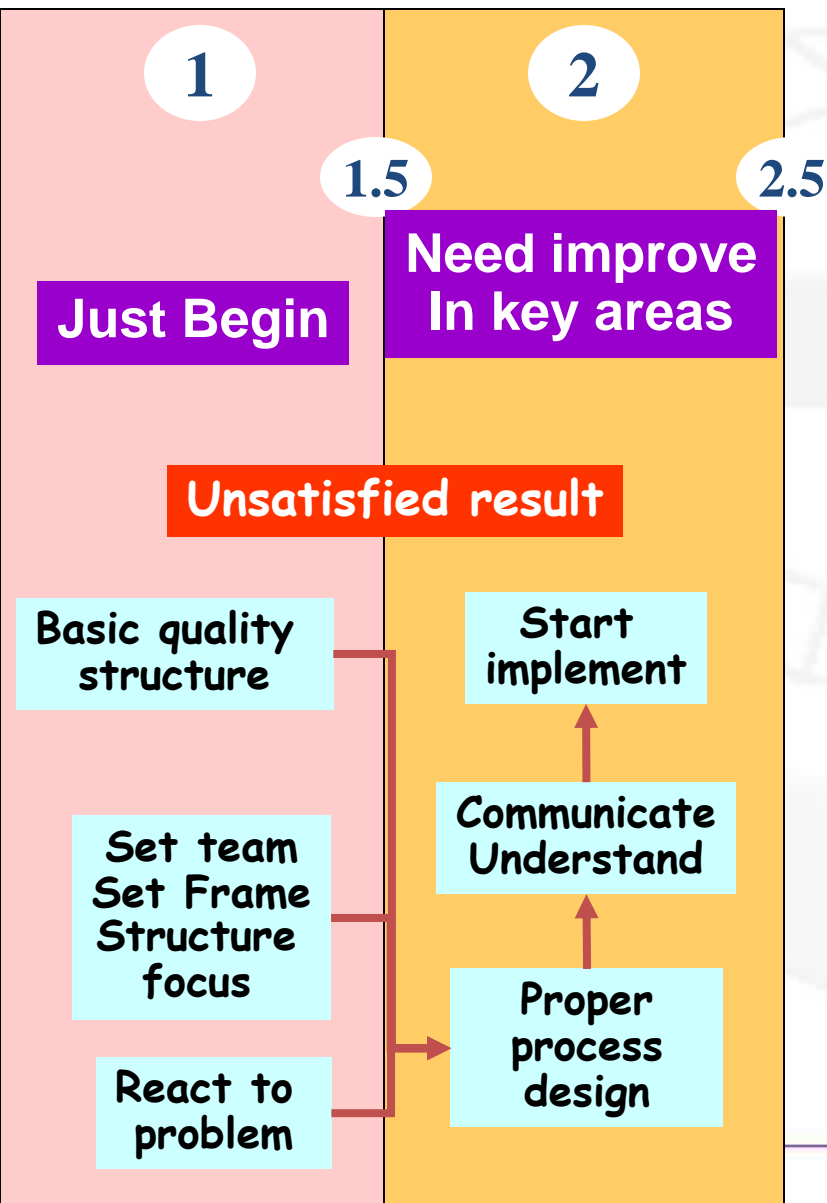 1
2
1.5
2.5
Just Begin
Need improve
In key areas
Unsatisfied result
Basic quality
structure
Set team
Set Frame
Structure
focus
React to
problem
Start
implement
Communicate
Understand
Proper
process
design